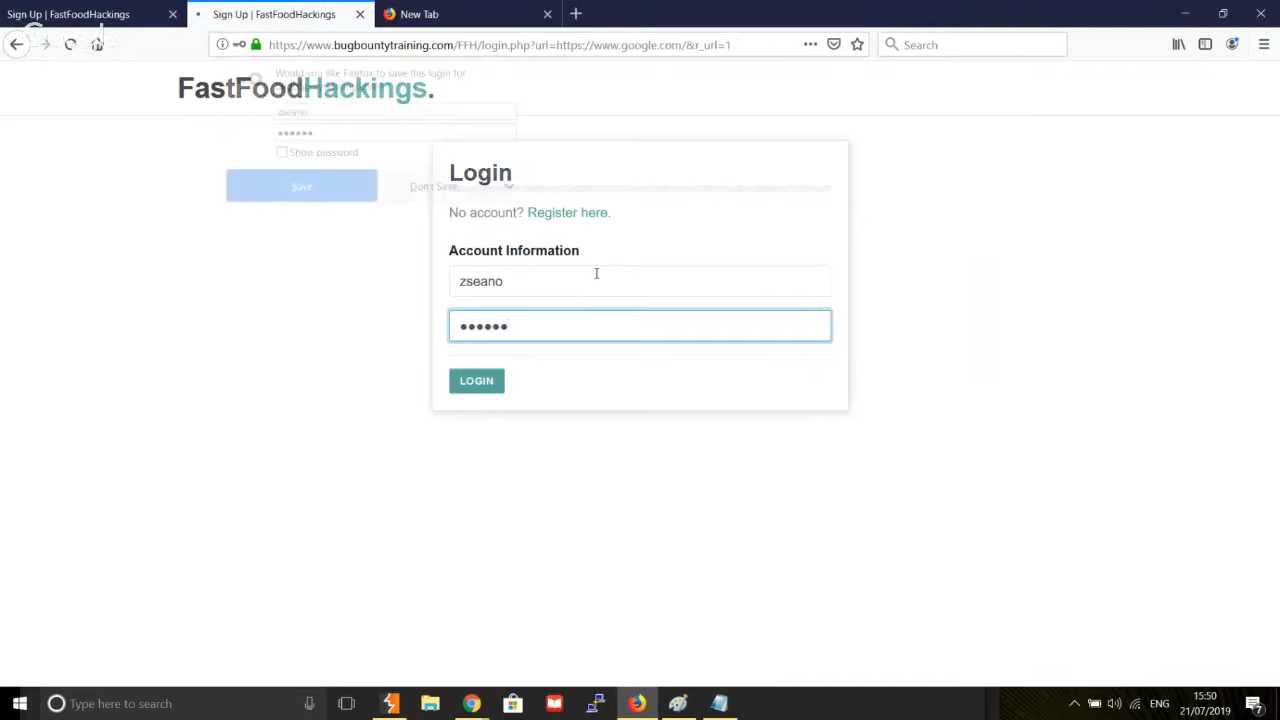 Sign Up | FastFoodHackings
Sign Up | FastFoodHackings
New Tab
https://www.bugbountytraining.com/FFH/login.php?url=https://www.google.com/&r_url=1
Search
Would you like Firefox to save this login for
FastFoodHackings.
zseano
Show password
Save
Don't Save
Login
No account? Register here.
Account Information
zseano
LOGIN
Type here to search
ENG
15:50
21/07/2019
7